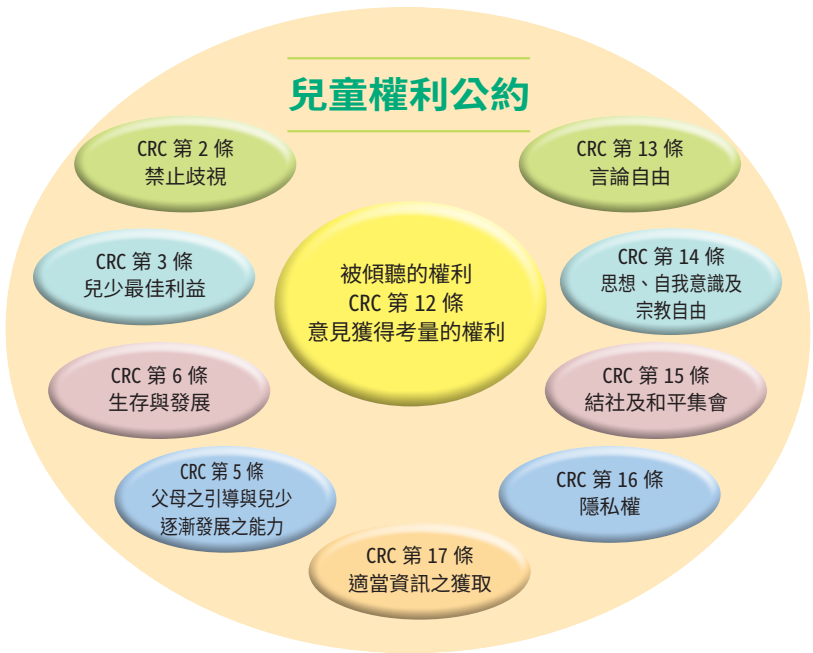 兒童權利公約
CRC 第 2 條
禁止歧視
CRC 第 13 條
言論自由
CRC 第 3 條
兒少最佳利益
被傾聽的權利
CRC 第 12 條
意見獲得考量的權利
CRC 第 14 條
思想、自我意識及
宗教自由
CRC 第 6 條
生存與發展
CRC 第 15 條
結社及和平集會
CRC 第 5 條
父母之引導與兒少
逐漸發展之能力
CRC 第 16 條
隱私權
CRC 第 17 條
適當資訊之獲取